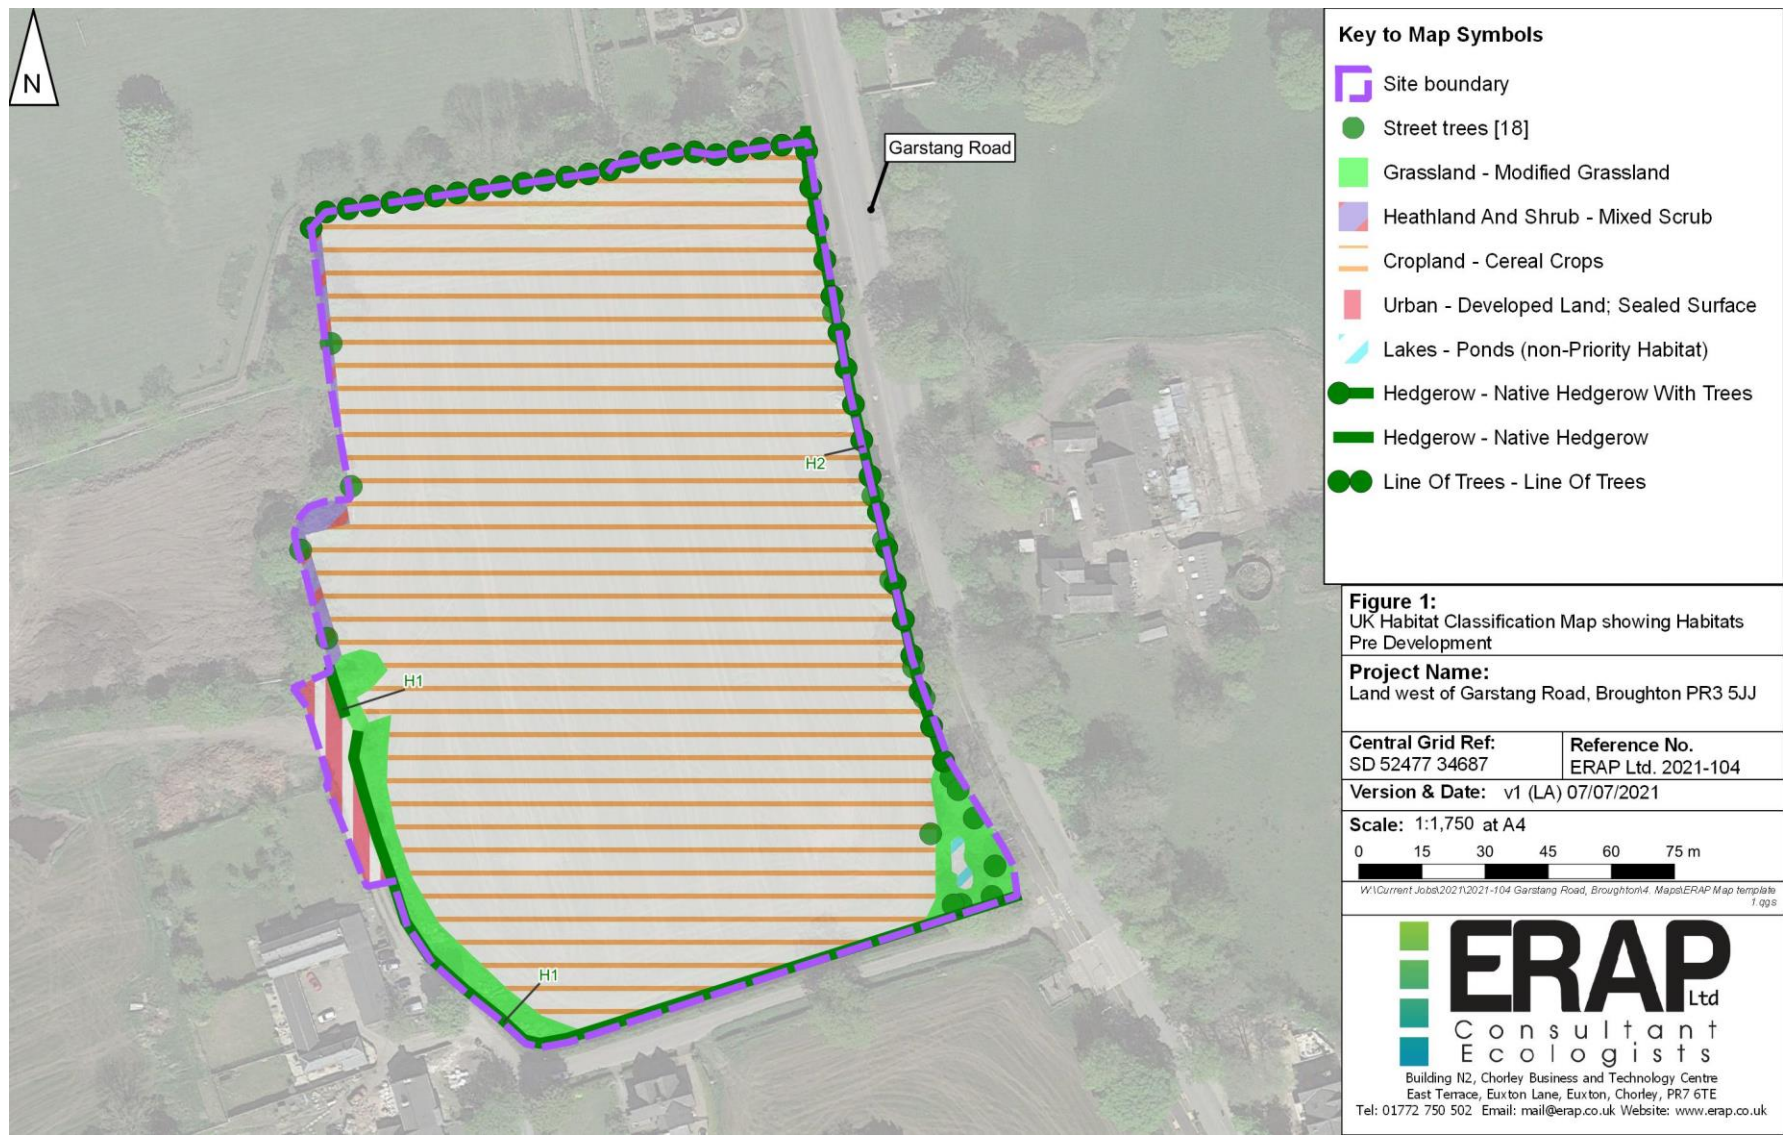 N
Garstang Road
H2
H1
H1
Key to Map Symbols
Site boundary
Street trees [18]
Grassland - Modified Grassland
Heathland And Shrub - Mixed Scrub
Cropland - Cereal Crops
Urban - Developed Land; Sealed Surface
Lakes - Ponds (non-Priority Habitat)
Hedgerow - Native Hedgerow With Trees
Hedgerow - Native Hedgerow
Line Of Trees - Line Of Trees
Figure 1:
UK Habitat Classification Map showing Habitats
Pre Development
Project Name:
Land west of Garstang Road, Broughton PR3 5JJ
Central Grid Ref:
SD 52477 34687
Reference No.
ERAP Ltd. 2021-104
Version & Date: v1 (LA) 07/07/2021
Scale: 1:1,750 at A4
0 15 30 45 60 75 m
W:\Current Jobs\2021\2021-104 Garstang Road, Broughton\4. Maps\ERAP Map template
1.qgs
ERAP
Ltd
Consultant
Ecologists
Building N2, Chorley Business and Technology Centre
East Terrace, Euxton Lane, Euxton, Chorley, PR7 6TE
Tel: 01772 750 502 Email: mail@erap.co.uk Website: www.erap.co.uk